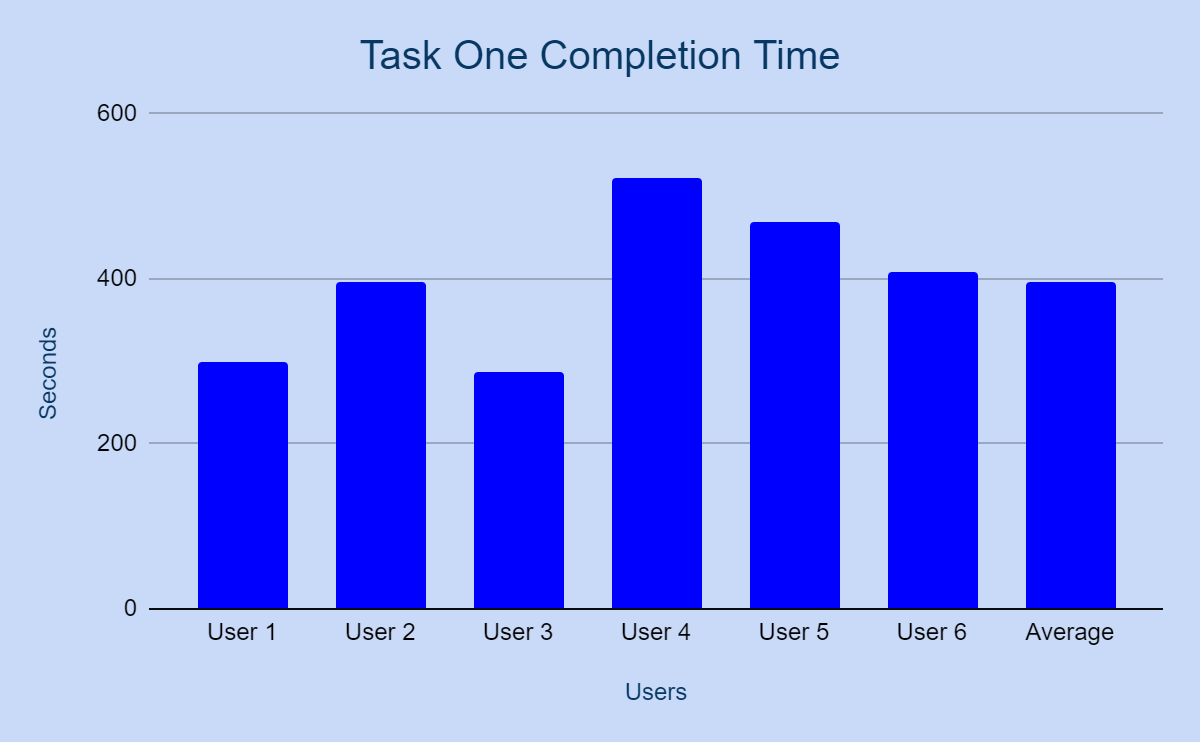 Task One Completion Time
600
400
200
0
Seconds
User 1 User 2 User 3 User 4 User 5 User 6 Average
Users